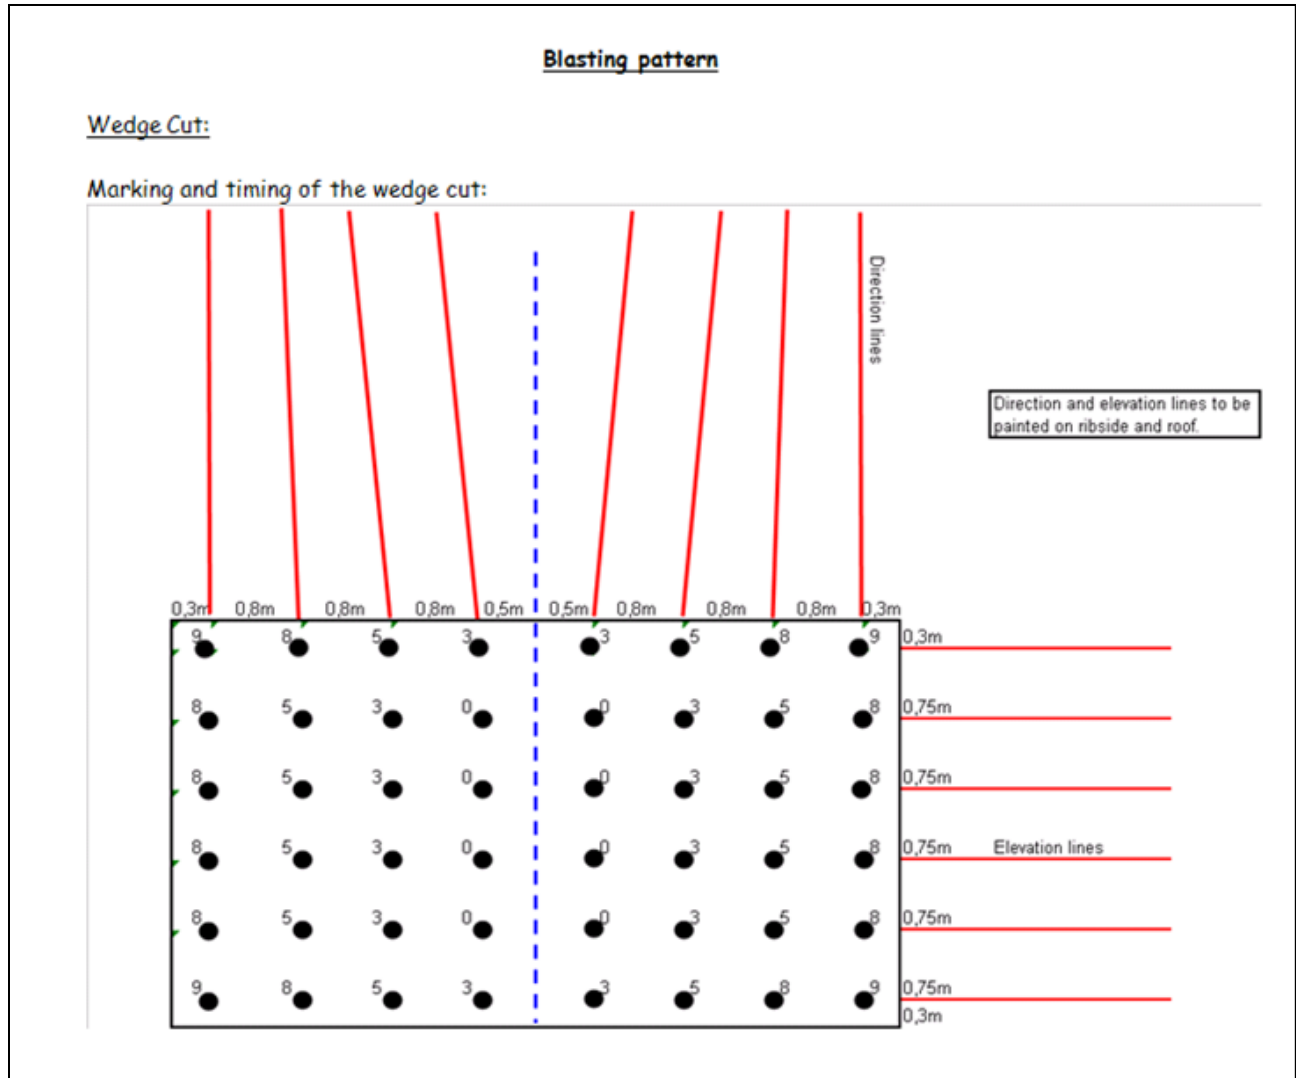 Blasting pattern
Wedge Cut:
Marking and timing of the wedge cut:
Direction lines
Direction and elevation lines to be
painted on ribside and roof.
0,3m 0,8m 0,8m 0,8m 0,5m 0,5m 0,8m 0,8m 0,8m 0,3m
9 8 5 3 3 5 8 9 0,3m
8 5 3 0 0 3 5 8 0,75m
8 5 3 0 0 3 5 8 0,75m
8 5 3 0 0 3 5 8 0,75m Elevation lines
8 5 3 0 0 3 5 8 0,75m
9 8 5 3 3 5 8 9 0,75m
0,3m